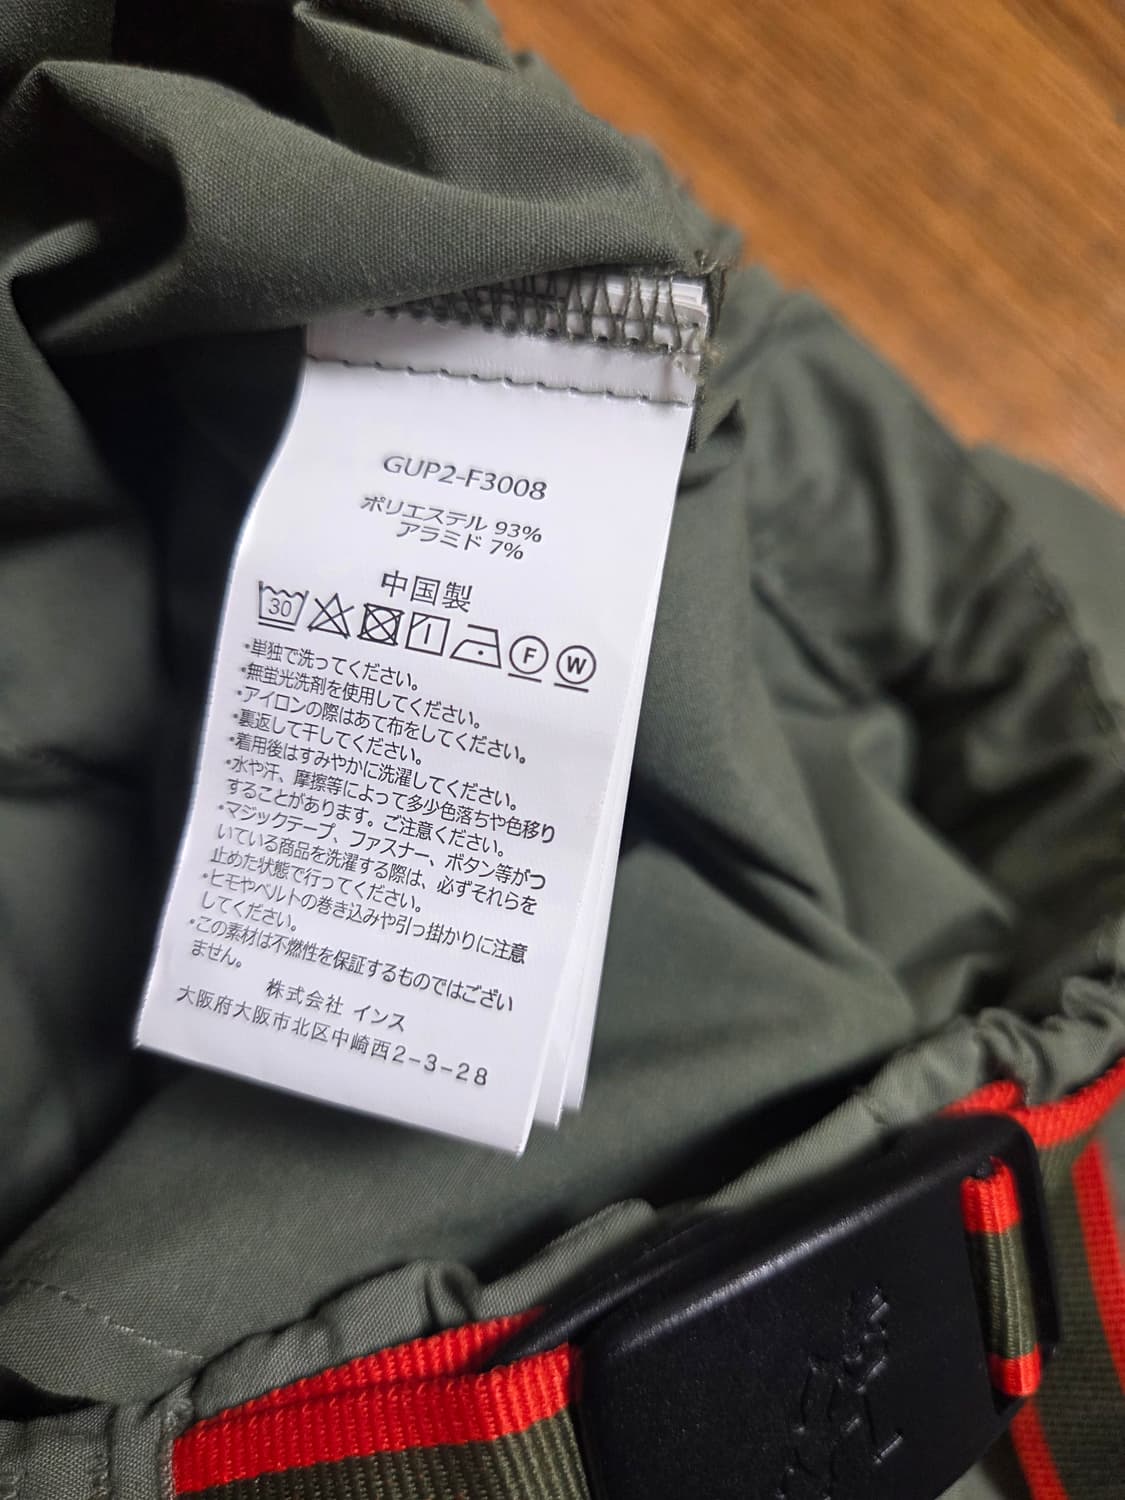 GUP2-F3008
ポリエステル 93%
アラミド 7%
中国製
30
F W
・単独で洗ってください。
・無蛍光洗剤を使用してください。
・アイロンの際はあて布をしてください。
・裏返しで干してください。
・着用後はすみやかに洗濯してください。
・水や汗、摩擦等によって多少色落ちや色移り
することがあります。ご注意ください。
・マジックテープ、ファスナー、ボタン等がつ
いている商品を洗濯する際は、必ずそれらを
止めた状態で行ってください。
・ヒモやベルトの巻き込みや引っ掛かりに注意
してください。
・この素材は不燃性を保証するものではござい
ません。
株式会社 インス
大阪府大阪市北区中崎西2-3-28